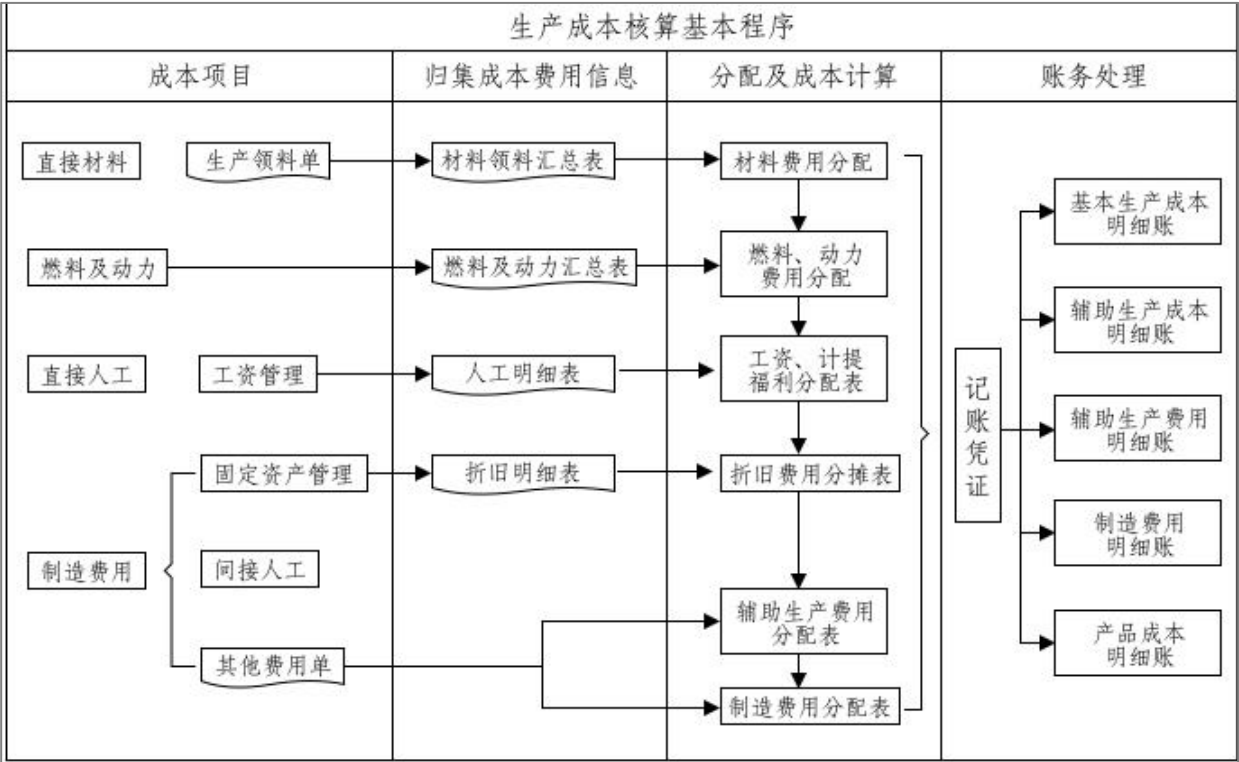 生产成本核算基本程序
成本项目
归集成本费用信息
分配及成本计算
账务处理
直接材料
生产领料单
材料领料汇总表
材料费用分配
燃料及动力
燃料及动力汇总表
燃料、动力
费用分配
直接人工
工资管理
人工明细表
工资、计提
福利分配表
制造费用
固定资产管理
折旧明细表
折旧费用分摊表
间接人工
其他费用单
辅助生产费用
分配表
制造费用分配表
记
账
凭
证
基本生产成本
明细账
辅助生产成本
明细账
辅助生产费用
明细账
制造费用
明细账
产品成本
明细账